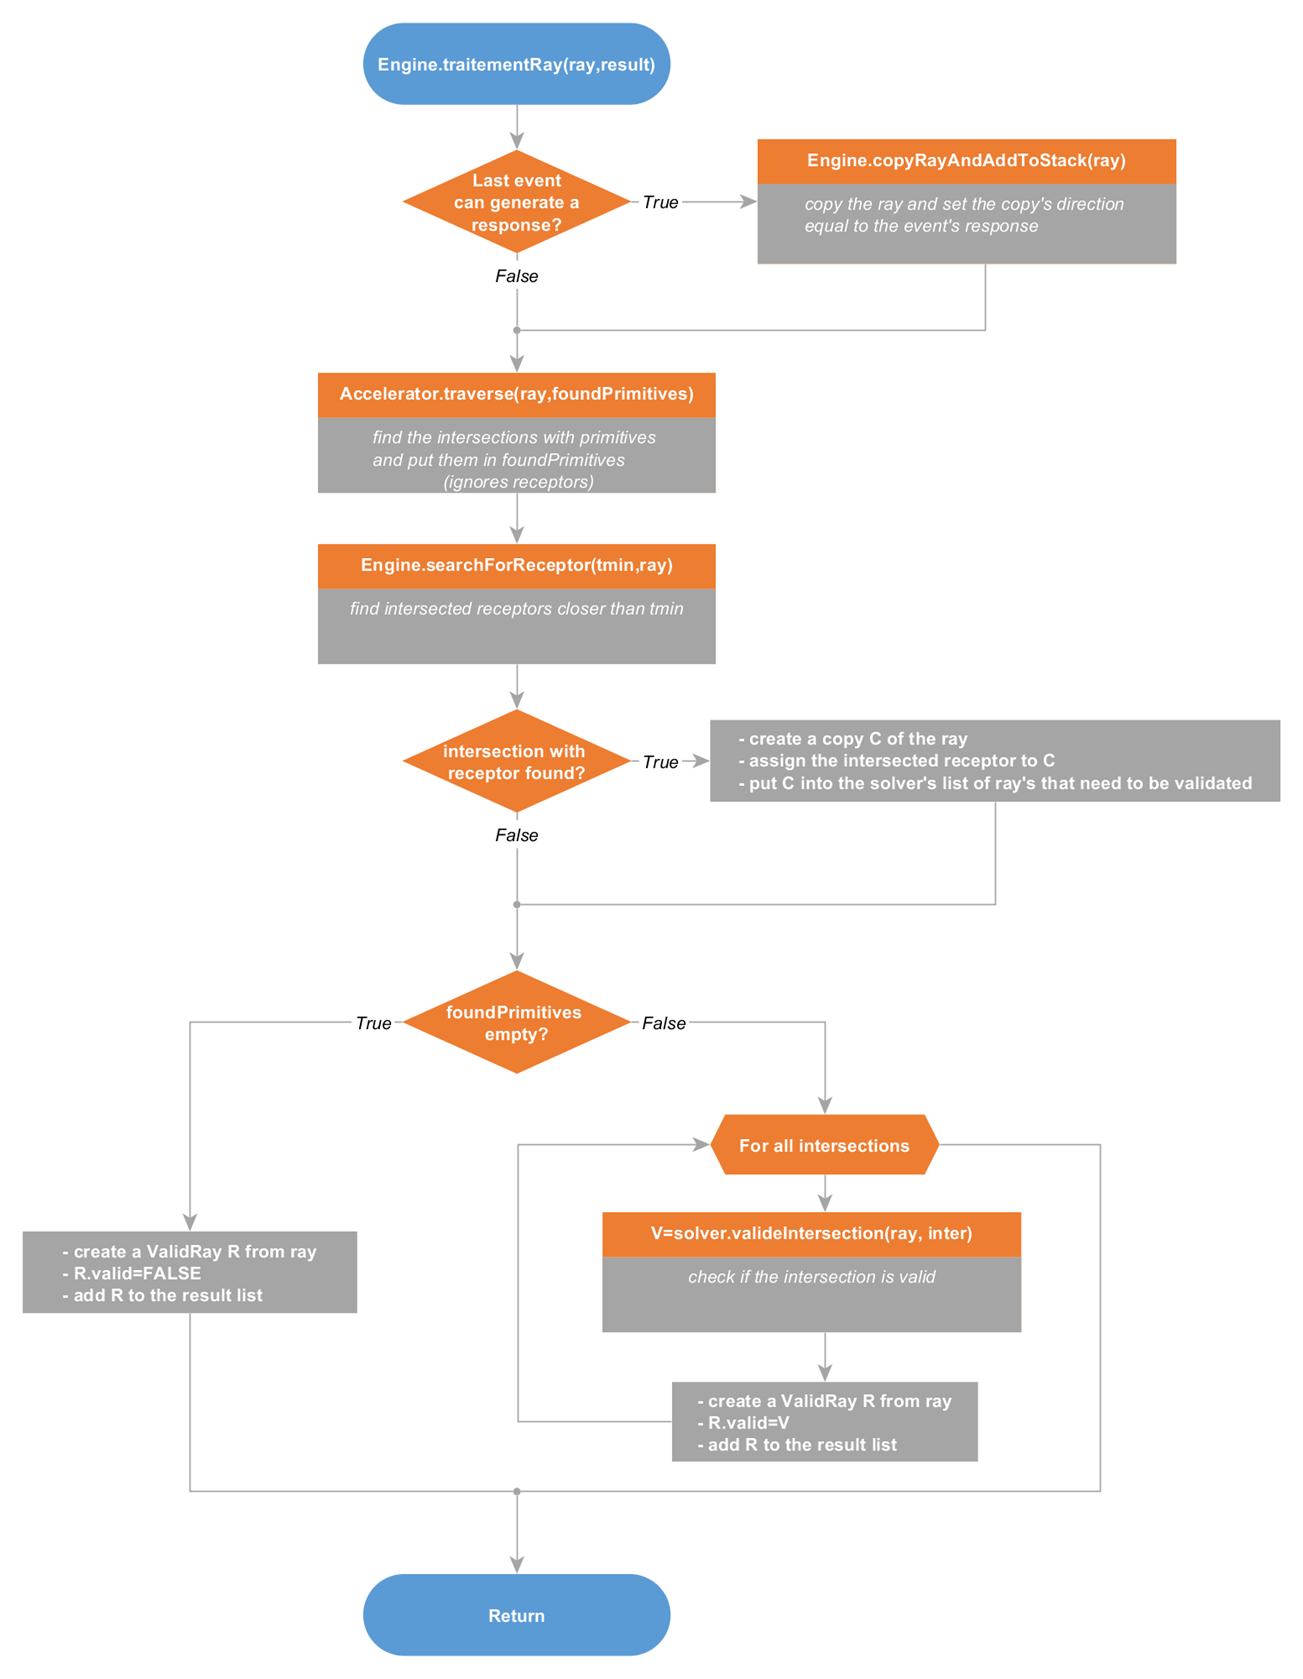 Engine.traitementRay(ray,result)
Last event
can generate a
response?
True
Engine.copyRayAndAddToStack(ray)
copy the ray and set the copy's direction
equal to the event's response
False
Accelerator.traverse(ray,foundPrimitives)
find the intersections with primitives
and put them in foundPrimitives
(ignores receptors)
Engine.searchForReceptor(tmin,ray)
find intersected receptors closer than tmin
intersection with
receptor found?
True
- create a copy C of the ray
- assign the intersected receptor to C
- put C into the solver's list of ray's that need to be validated
False
foundPrimitives
empty?
True
False
For all intersections
V=solver.valideIntersection(ray, inter)
check if the intersection is valid
- create a ValidRay R from ray
- R.valid=FALSE
- add R to the result list
- create a ValidRay R from ray
- R.valid=V
- add R to the result list
Return